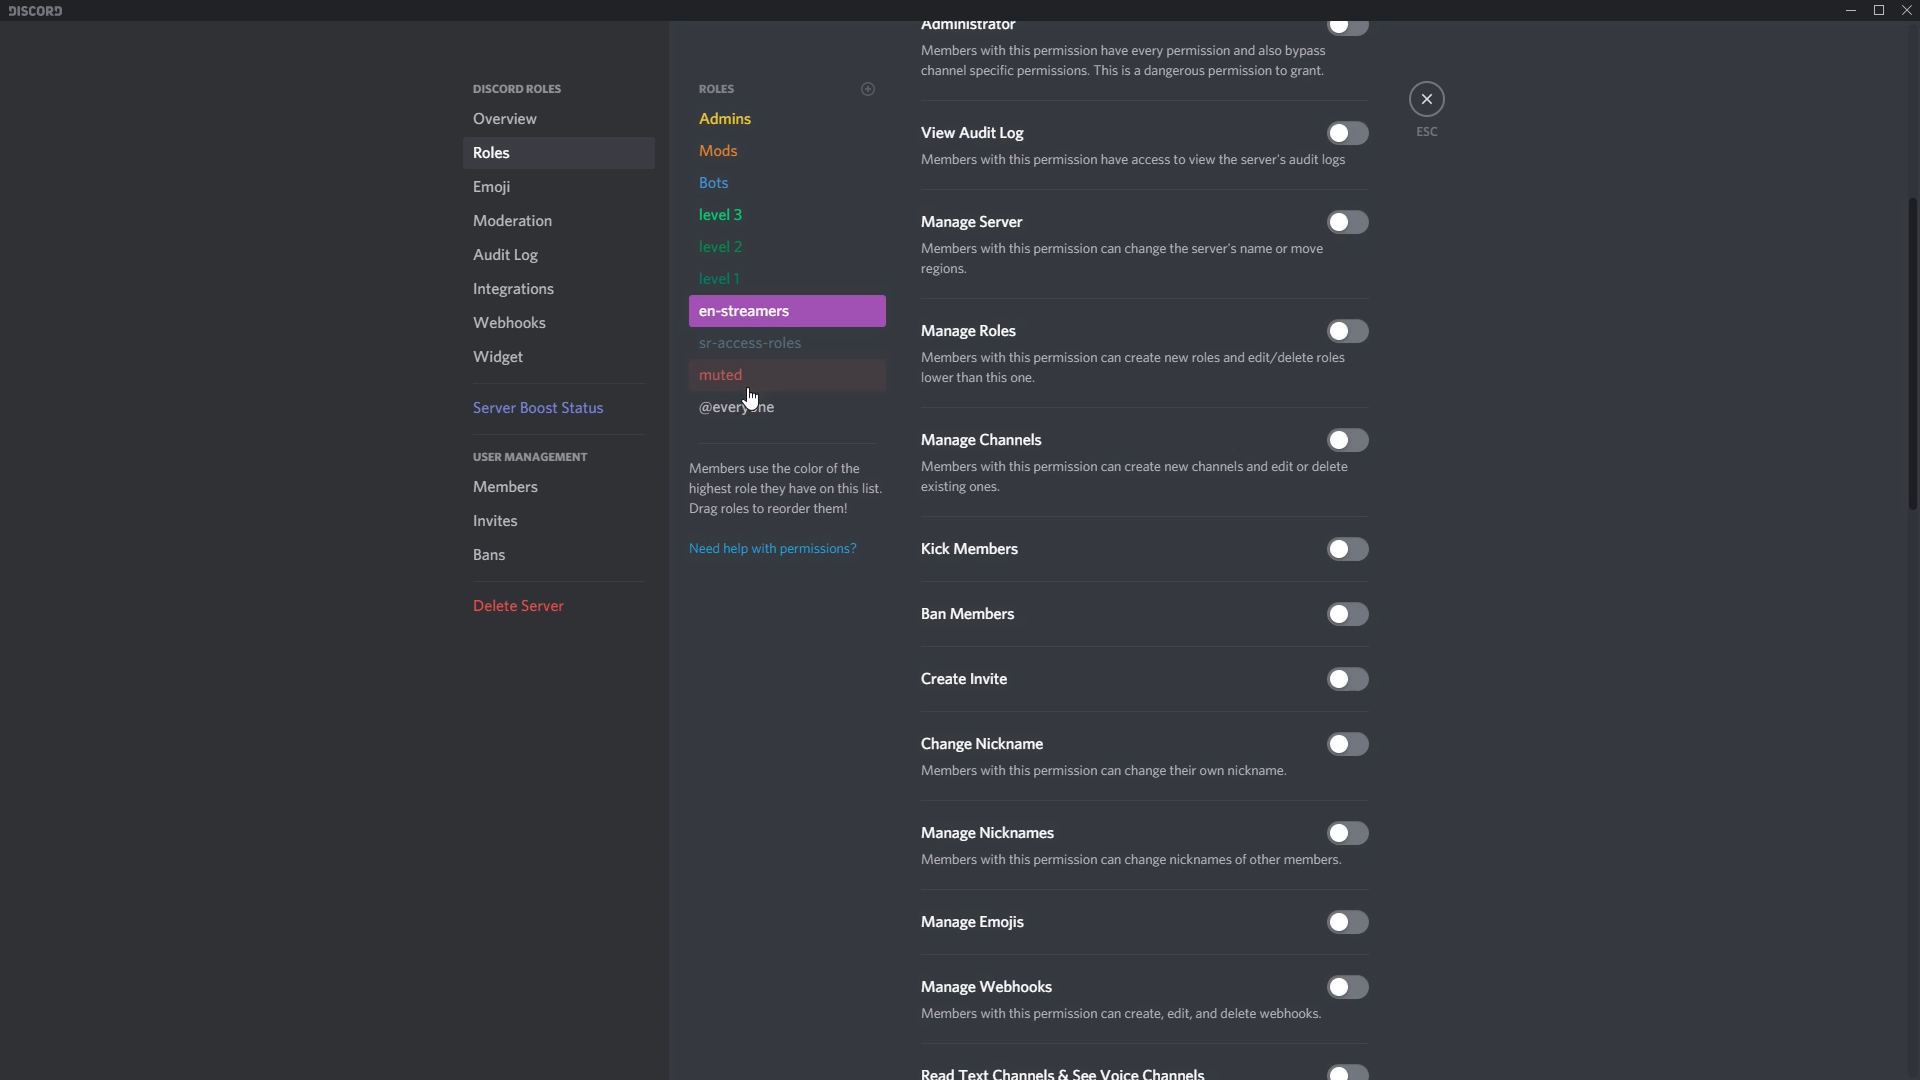 DISCORD
DISCORD ROLES
Overview
Roles
Emoji
Moderation
Audit Log
Integrations
Webhooks
Widget
Server Boost Status
USER MANAGEMENT
Members
Invites
Bans
Delete Server
ROLES
Admins
Mods
Bots
level 3
level 2
level 1
en-streamers
sr-access-roles
muted
@everyone
Members use the color of the
highest role they have on this list.
Drag roles to reorder them!
Need help with permissions?
Administrator
Members with this permission have every permission and also bypass
channel specific permissions. This is a dangerous permission to grant.
View Audit Log
Members with this permission have access to view the server's audit logs
Manage Server
Members with this permission can change the server's name or move
regions.
Manage Roles
Members with this permission can create new roles and edit/delete roles
lower than this one.
Manage Channels
Members with this permission can create new channels and edit or delete
existing ones.
Kick Members
Ban Members
Create Invite
Change Nickname
Members with this permission can change their own nickname.
Manage Nicknames
Members with this permission can change nicknames of other members.
Manage Emojis
Manage Webhooks
Members with this permission can create, edit, and delete webhooks.
Read Text Channels & See Voice Channels
ESC